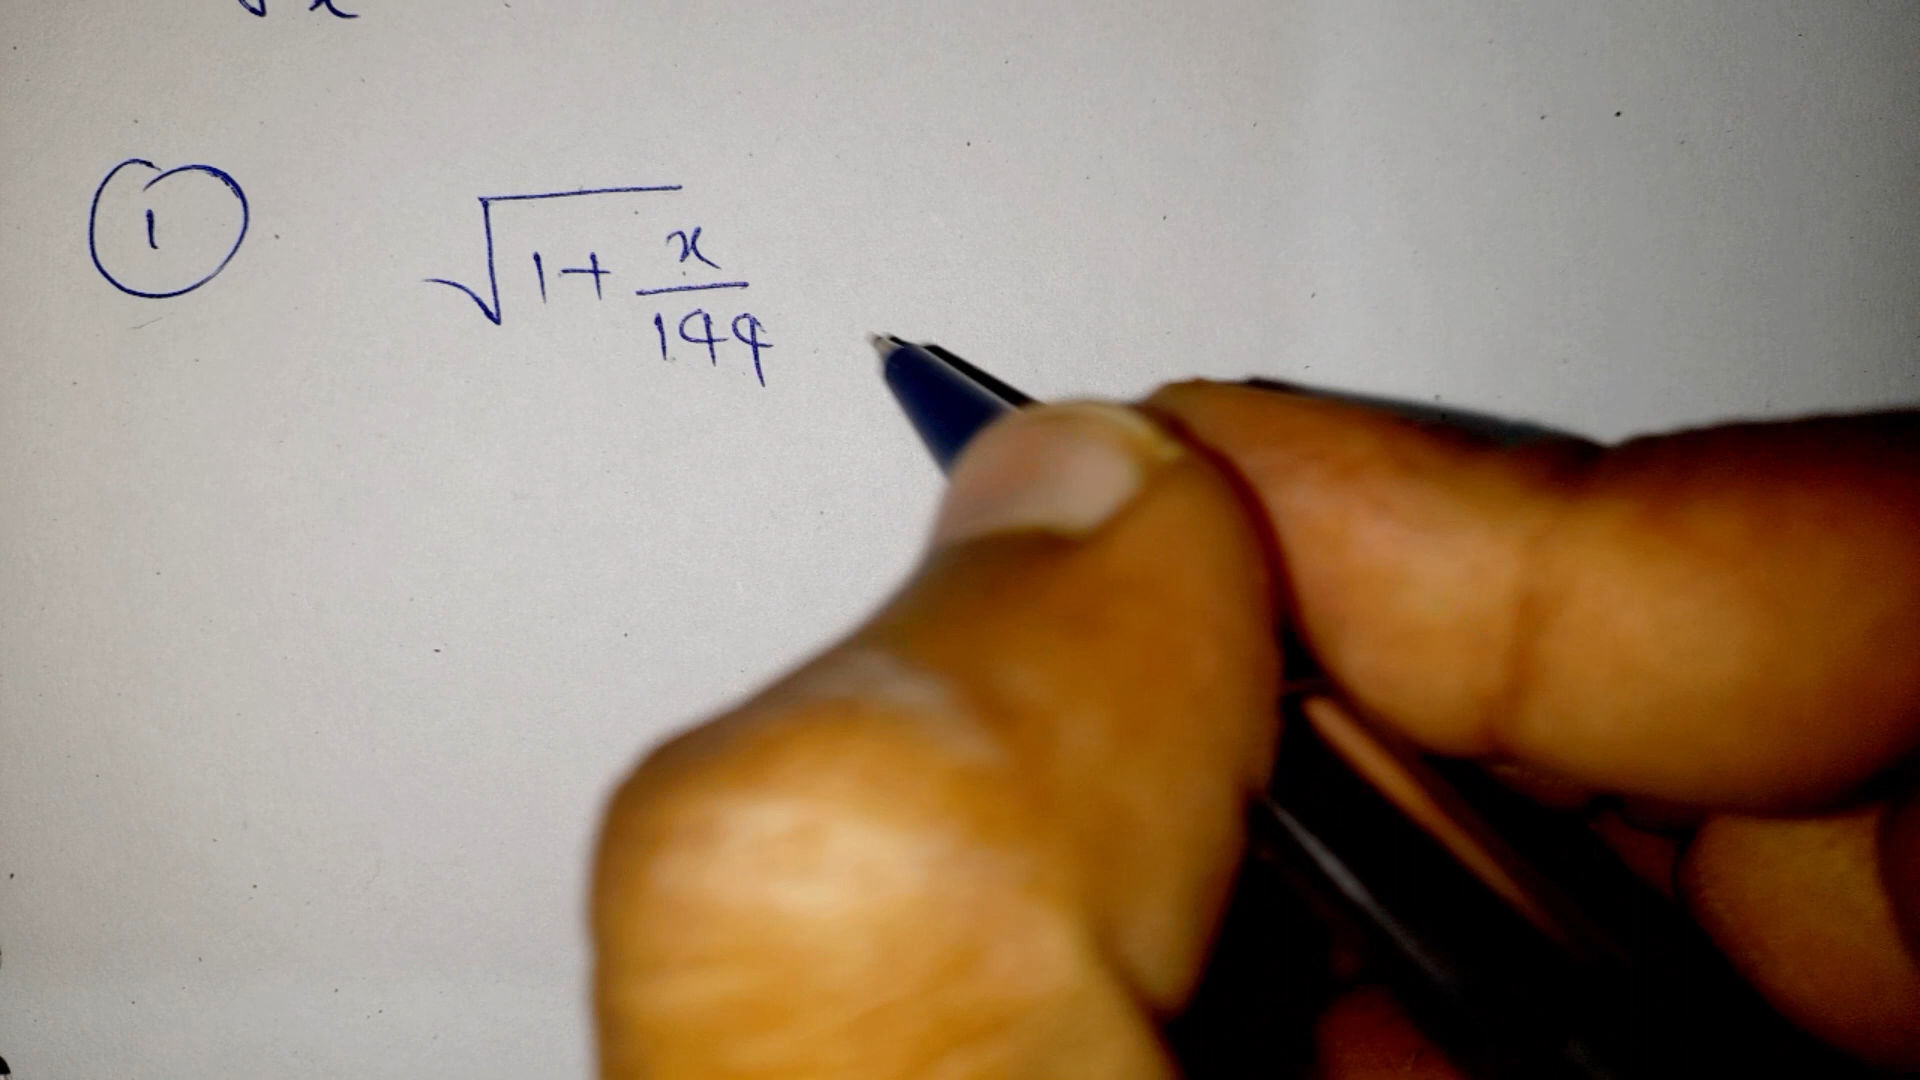 √x
① √(1 + x/144)